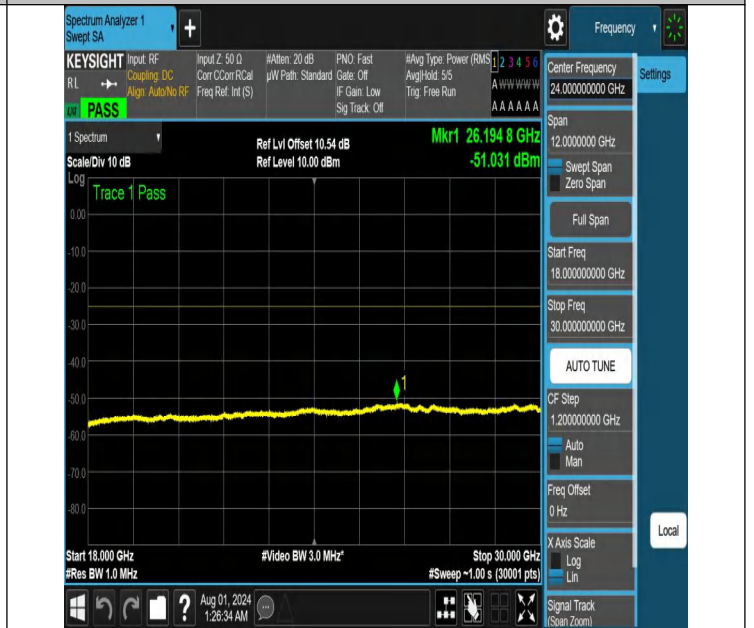 Spectrum Analyzer 1
Swept SA
+
Frequency
KEYSIGHT
RL
PASS
Input: RF
Coupling: DC
Align: Auto/No RF
Input Z: 50 Ω
Corr CCorr RCal
Freq Ref: Int (S)
#Atten: 20 dB
µW Path: Standard
PNO: Fast
Gate: Off
IF Gain: Low
Sig Track: Off
#Avg Type: Power (RMS
Avg|Hold: 5/5
Trig: Free Run
1 2 3 4 5 6
A W W W W W
A A A A A A
1 Spectrum
Scale/Div 10 dB
Ref Lvl Offset 10.54 dB
Ref Level 10.00 dBm
Mkr1 26.194 8 GHz
-51.031 dBm
Log
Trace 1 Pass
0.00
-10.0
-20.0
-30.0
-40.0
-50.0
-60.0
-70.0
-80.0
1
Start 18.000 GHz
#Res BW 1.0 MHz
#Video BW 3.0 MHz*
Stop 30.000 GHz
#Sweep ~1.00 s (30001 pts)
Center Frequency
24.000000000 GHz
Settings
Span
12.0000000 GHz
Swept Span
Zero Span
Full Span
Start Freq
18.000000000 GHz
Stop Freq
30.000000000 GHz
AUTO TUNE
CF Step
1.200000000 GHz
Auto
Man
Freq Offset
0 Hz
X Axis Scale
Log
Lin
Local
Signal Track
(Span Zoom)
?
Aug 01, 2024
1:26:34 AM